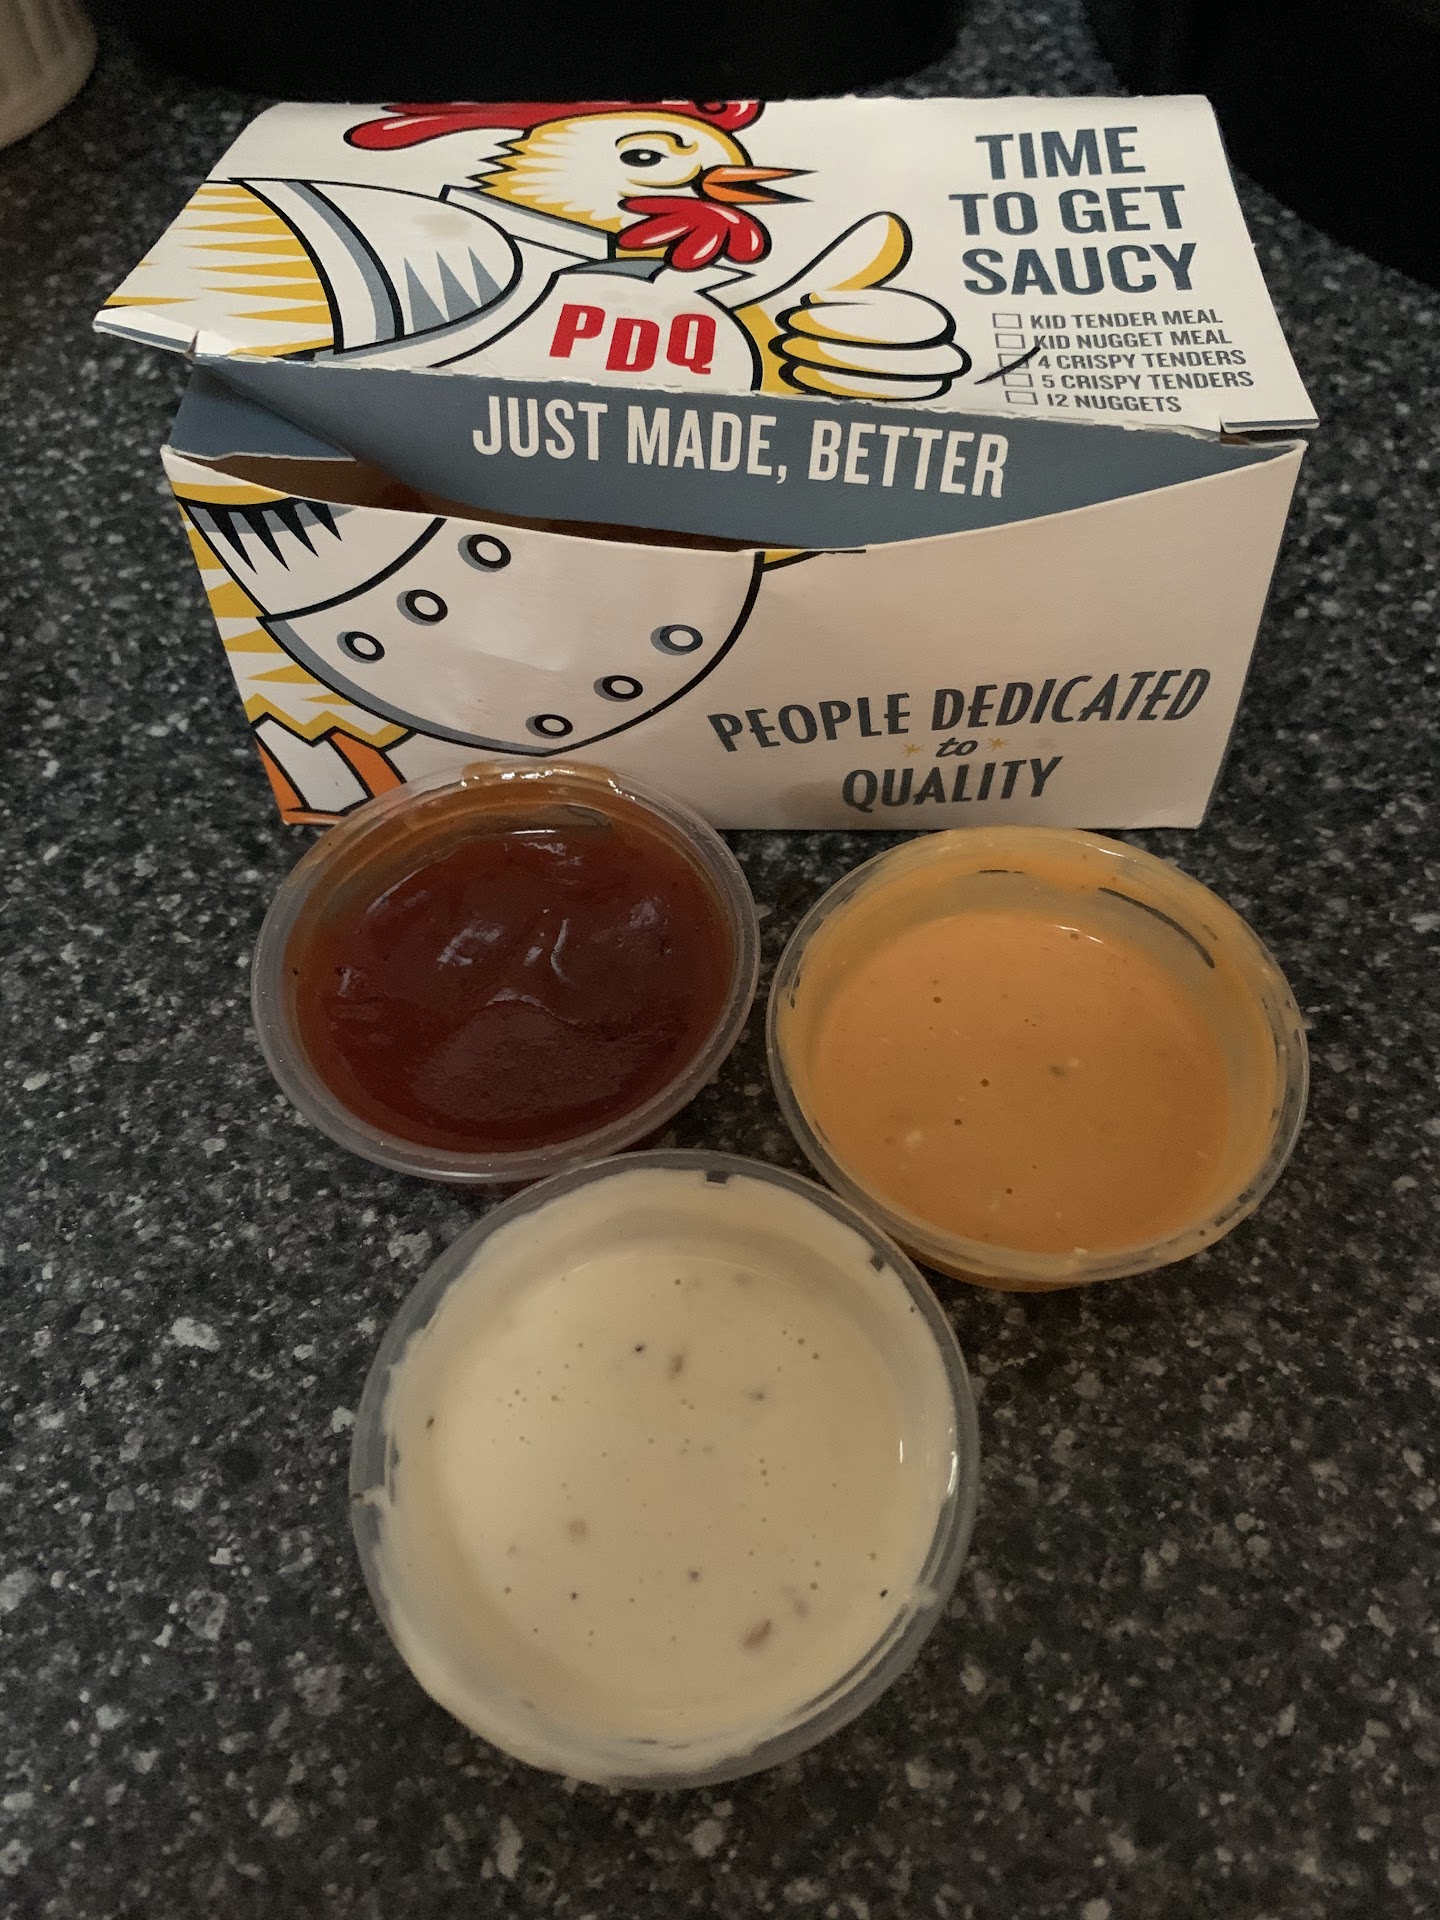 TIME
TO GET
SAUCY
KID TENDER MEAL
KID NUGGET MEAL
4 CRISPY TENDERS
5 CRISPY TENDERS
12 NUGGETS
PDQ
JUST MADE, BETTER
PEOPLE DEDICATED
to
QUALITY